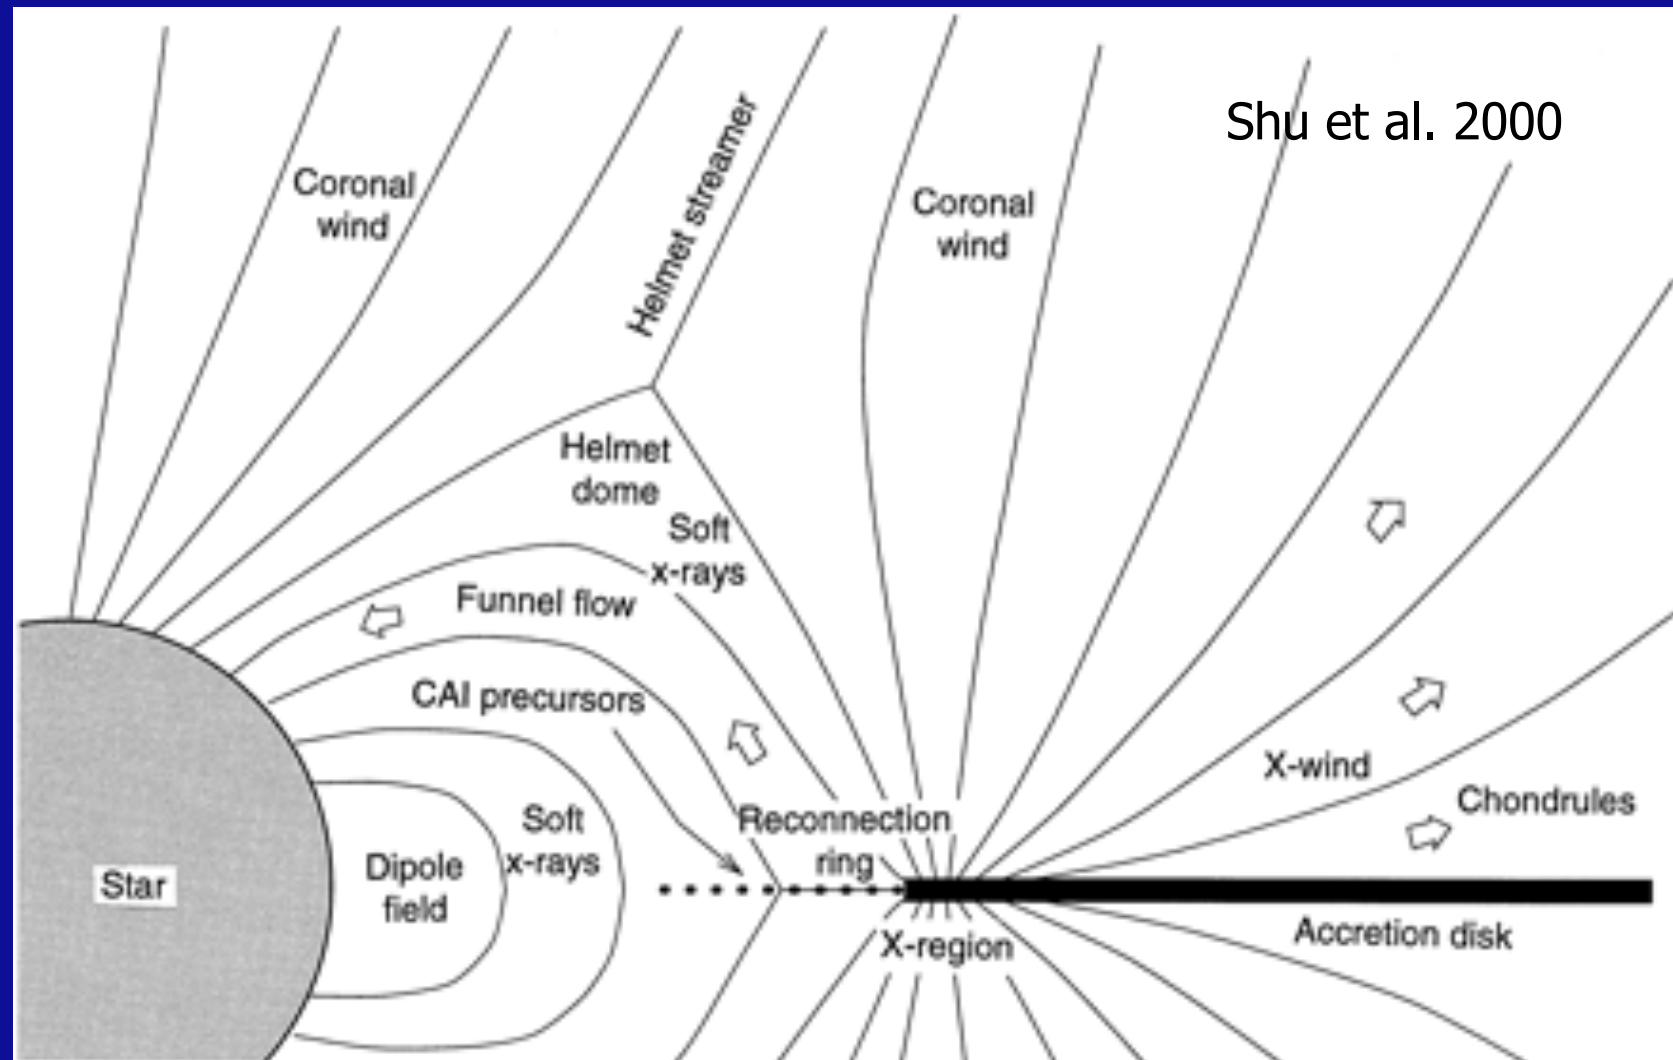 Shu et al. 2000
Coronal
wind
Helmet streamer
Coronal
wind
Helmet
dome
Soft
x-rays
Funnel flow
CAI precursors
X-wind
Chondrules
Reconnection
ring
Soft
x-rays
Dipole
field
Star
Accretion disk
X-region